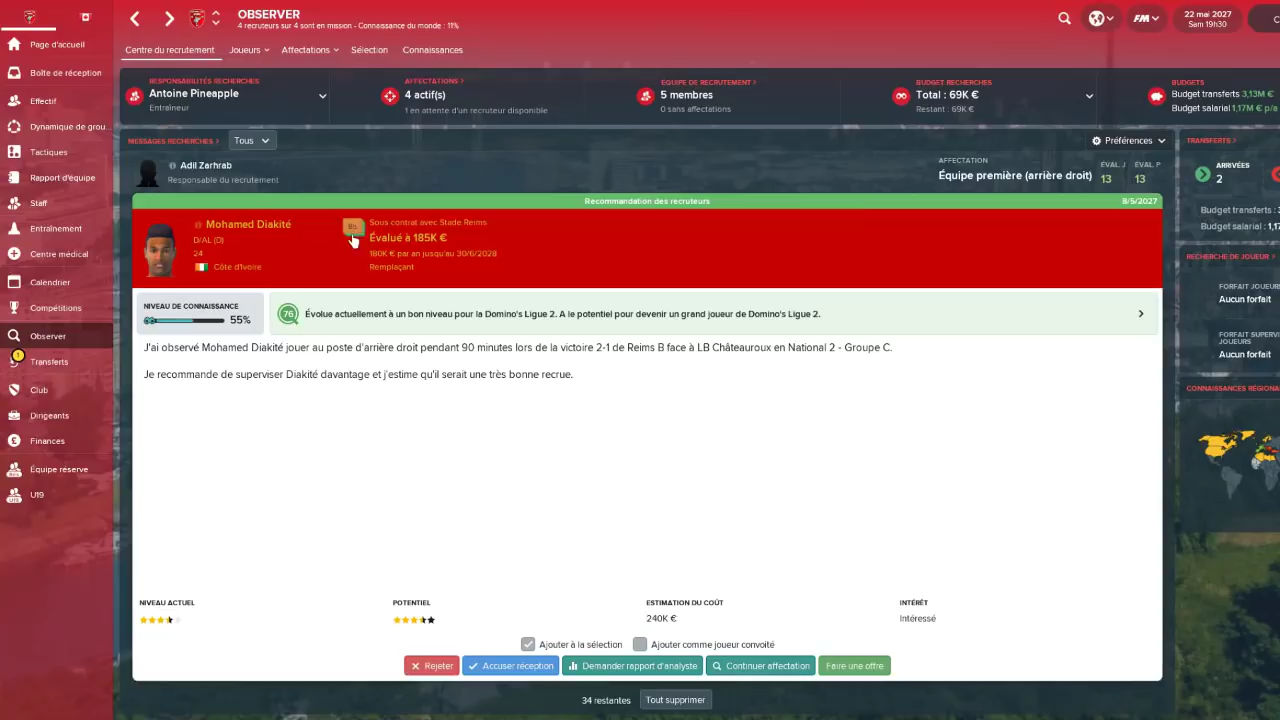 OBSERVER
4 recruteurs sur 4 sont en mission - Connaissance du monde : 11%
22 mai 2027
Sam 19h30
FM
Page d'accueil
Boîte de réception
Effectif
Dynamique de grou...
Tactiques
Rapport d'équipe
Staff
Entraînement
Centre médical
Calendrier
Compétitions
Observer
1
Transferts
Club
Dirigeants
Finances
Équipe réserve
U19
Centre du recrutement
Joueurs
Affectations
Sélection
Connaissances
RESPONSABILITÉS RECHERCHES
Antoine Pineapple
Entraîneur
AFFECTATIONS >
4 actif(s)
1 en attente d'un recruteur disponible
ÉQUIPE DE RECRUTEMENT >
5 membres
0 sans affectations
BUDGET RECHERCHES
Total : 69K €
Restant : 69K €
BUDGETS
Budget transferts 3,13M €
Budget salarial 1,17M € p/a
MESSAGES RECHERCHES >
Tous
Préférences
Adil Zarhrab
Responsable du recrutement
AFFECTATION
Équipe première (arrière droit)
ÉVAL. J
13
ÉVAL. P
13
Recommandation des recruteurs
8/5/2027
Mohamed Diakité
D/AL (D)
24
Côte d'Ivoire
Bls
Sous contrat avec Stade Reims
Évalué à 185K €
180K € par an jusqu'au 30/6/2028
Remplaçant
NIVEAU DE CONNAISSANCE
55%
76
Évolue actuellement à un bon niveau pour la Domino's Ligue 2. A le potentiel pour devenir un grand joueur de Domino's Ligue 2.
J'ai observé Mohamed Diakité jouer au poste d'arrière droit pendant 90 minutes lors de la victoire 2-1 de Reims B face à LB Châteauroux en National 2 - Groupe C.
Je recommande de superviser Diakité davantage et j'estime qu'il serait une très bonne recrue.
NIVEAU ACTUEL
POTENTIEL
ESTIMATION DU COÛT
240K €
INTÉRÊT
Intéressé
Ajouter à la sélection
Ajouter comme joueur convoité
Rejeter
Accuser réception
Demander rapport d'analyste
Continuer affectation
Faire une offre
34 restantes
Tout supprimer
TRANSFERTS >
ARRIVÉES
2
Budget transferts :
Budget salarial : 1,17
RECHERCHE DE JOUEUR >
FORFAIT JOUEUR
Aucun forfait
FORFAIT SUPERVI
JOUEURS
Aucun forfait
CONNAISSANCES RÉGIONA